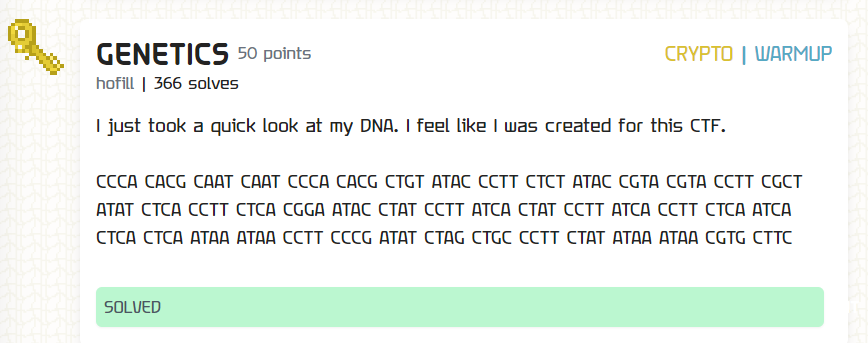 GENETICS 50 points CRYPTO | WARMUP
hofill | 366 solves
I just took a quick look at my DNA. I feel like I was created for this CTF.
CCCA CACG CAAT CAAT CCCA CACG CTGT ATAC CCTT CTCT ATAC CGTA CGTA CCTT CGCT
ATAT CTCA CCTT CTCA CGGA ATAC CTAT CCTT ATCA CTAT CCTT ATCA CCTT CTCA ATCA
CTCA CTCA ATAA ATAA CCTT CCCG ATAT CTAG CTGC CCTT CTAT ATAA ATAA CGTG CTTC
SOLVED